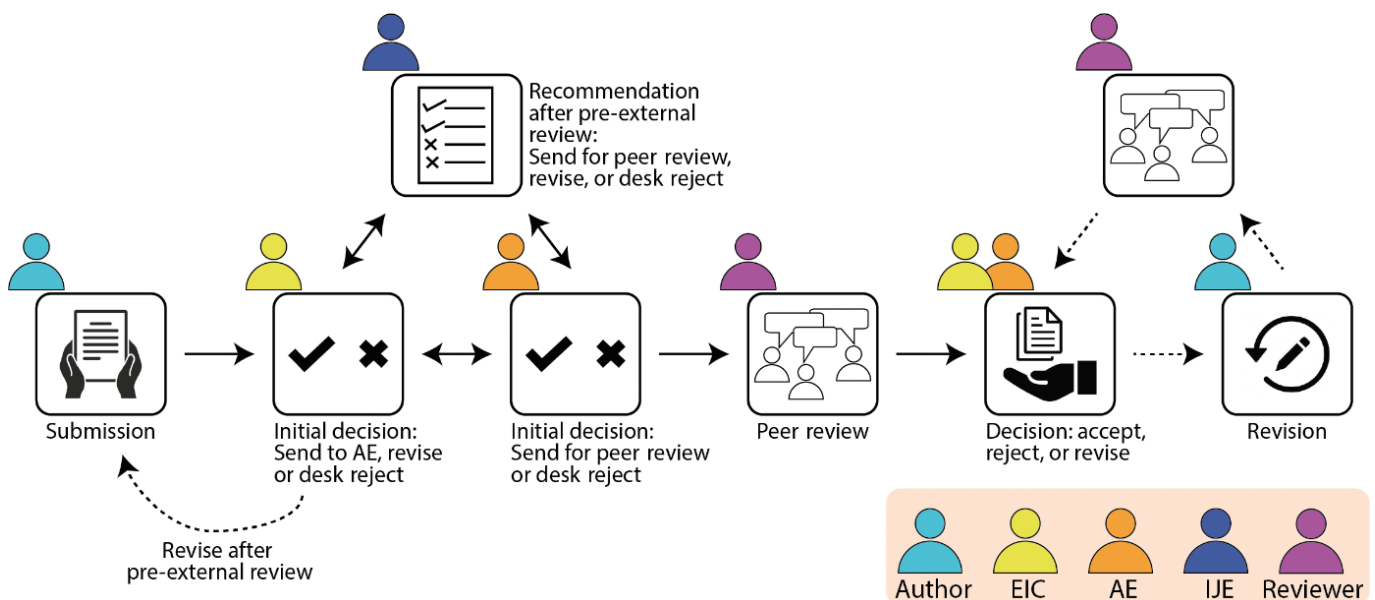 Recommendation
after pre-external
review:
Send for peer review,
revise, or desk reject
Submission
Initial decision:
Send to AE, revise
or desk reject
Initial decision:
Send for peer review
or desk reject
Peer review
Decision: accept,
reject, or revise
Revision
Revise after
pre-external review
Author
EIC
AE
IJE
Reviewer